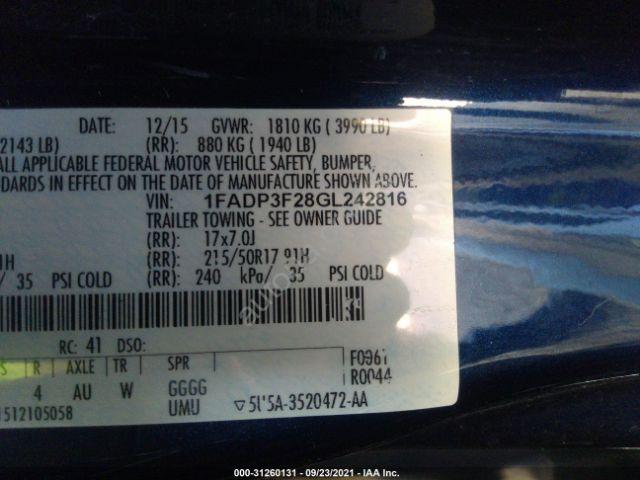 DATE: 12/15 GVWR: 1810 KG ( 3990 LB)
2143 LB) (RR): 880 KG ( 1940 LB)
ALL APPLICABLE FEDERAL MOTOR VEHICLE SAFETY, BUMPER,
IN EFFECT ON THE DATE OF MANUFACTURE SHOWN ABOVE.
VIN: 1FADP3F28GL242816
TRAILER TOWING - SEE OWNER GUIDE
(RR): 17x7.0J
(RR): 215/50R17 91H
/ 35 PSI COLD (RR): 240 kPa/ 35 PSI COLD
RC: 41 DSO:
S R AXLE TR SPR F0961
4 AU W GGGG R0044
1512105058 UMU ▽5U5A-3520472-AA
000-31260131 - 09/23/2021 - IAA Inc.